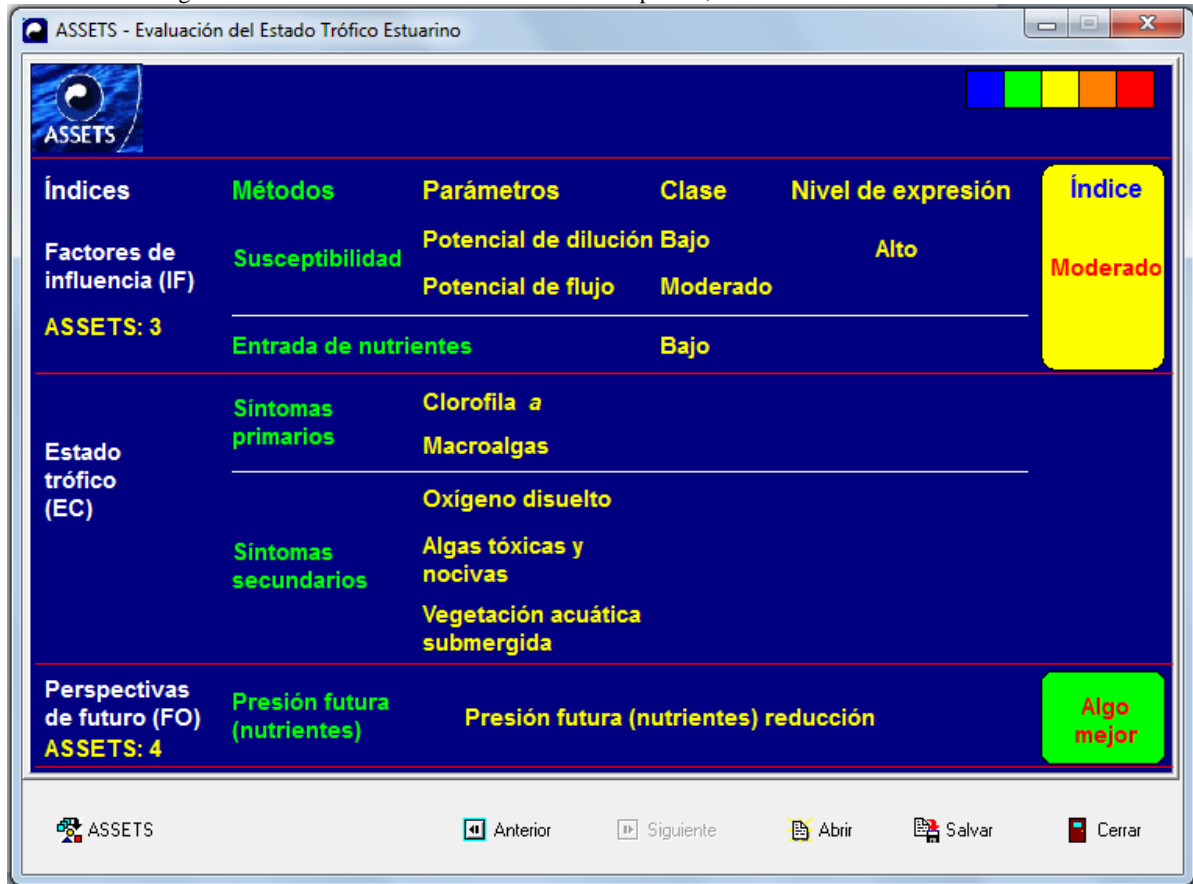 ASSETS - Evaluación del Estado Trófico Estuarino
ASSETS
Índices Métodos Parámetros Clase Nivel de expresión Índice
Factores de influencia (IF)
ASSETS: 3
Susceptibilidad
Potencial de dilución Bajo
Potencial de flujo Moderado
Alto
Moderado
Entrada de nutrientes Bajo
Estado
trófico
(EC)
Síntomas
primarios
Clorofila a
Macroalgas
Síntomas
secundarios
Oxígeno disuelto
Algas tóxicas y
nocivas
Vegetación acuática
submergida
Perspectivas
de futuro (FO)
ASSETS: 4
Presión futura
(nutrientes)
Presión futura (nutrientes) reducción
Algo
mejor
ASSETS Anterior Siguiente Abrir Salvar Cerrar